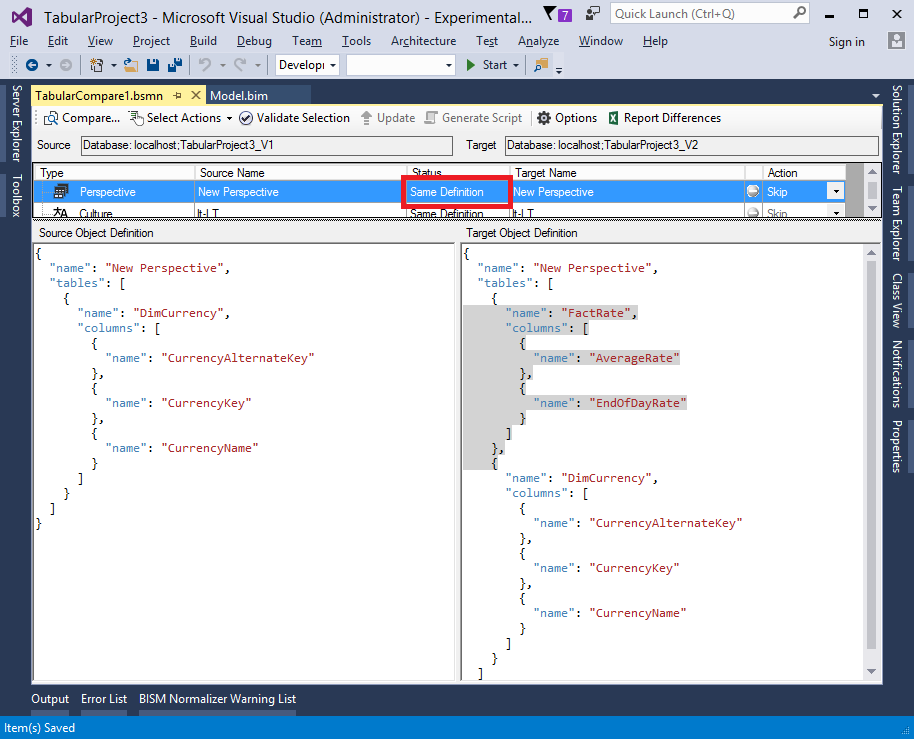 TabularProject3 - Microsoft Visual Studio (Administrator) - Experimental... 7 Quick Launch (Ctrl+Q)
File Edit View Project Build Debug Team Tools Architecture Test Analyze Window Help Sign in
Developi Start
TabularCompare1.bsmn Model.bim
Compare... Select Actions Validate Selection Update Generate Script Options Report Differences
Source Database: localhost;TabularProject3_V1 Target Database: localhost;TabularProject3_V2
Type Source Name Status Target Name Action
Perspective New Perspective Same Definition New Perspective Skip
Culture lt-LT Same Definition lt-LT Skip
Source Object Definition
{
"name": "New Perspective",
"tables": [
{
"name": "DimCurrency",
"columns": [
{
"name": "CurrencyAlternateKey"
},
{
"name": "CurrencyKey"
},
{
"name": "CurrencyName"
}
]
}
]
}
Target Object Definition
{
"name": "New Perspective",
"tables": [
{
"name": "FactRate",
"columns": [
{
"name": "AverageRate"
},
{
"name": "EndOfDayRate"
}
]
},
{
"name": "DimCurrency",
"columns": [
{
"name": "CurrencyAlternateKey"
},
{
"name": "CurrencyKey"
},
{
"name": "CurrencyName"
}
]
}
]
Server Explorer
Toolbox
Solution Explorer
Team Explorer
Class View
Notifications
Properties
Output Error List BISM Normalizer Warning List
Item(s) Saved